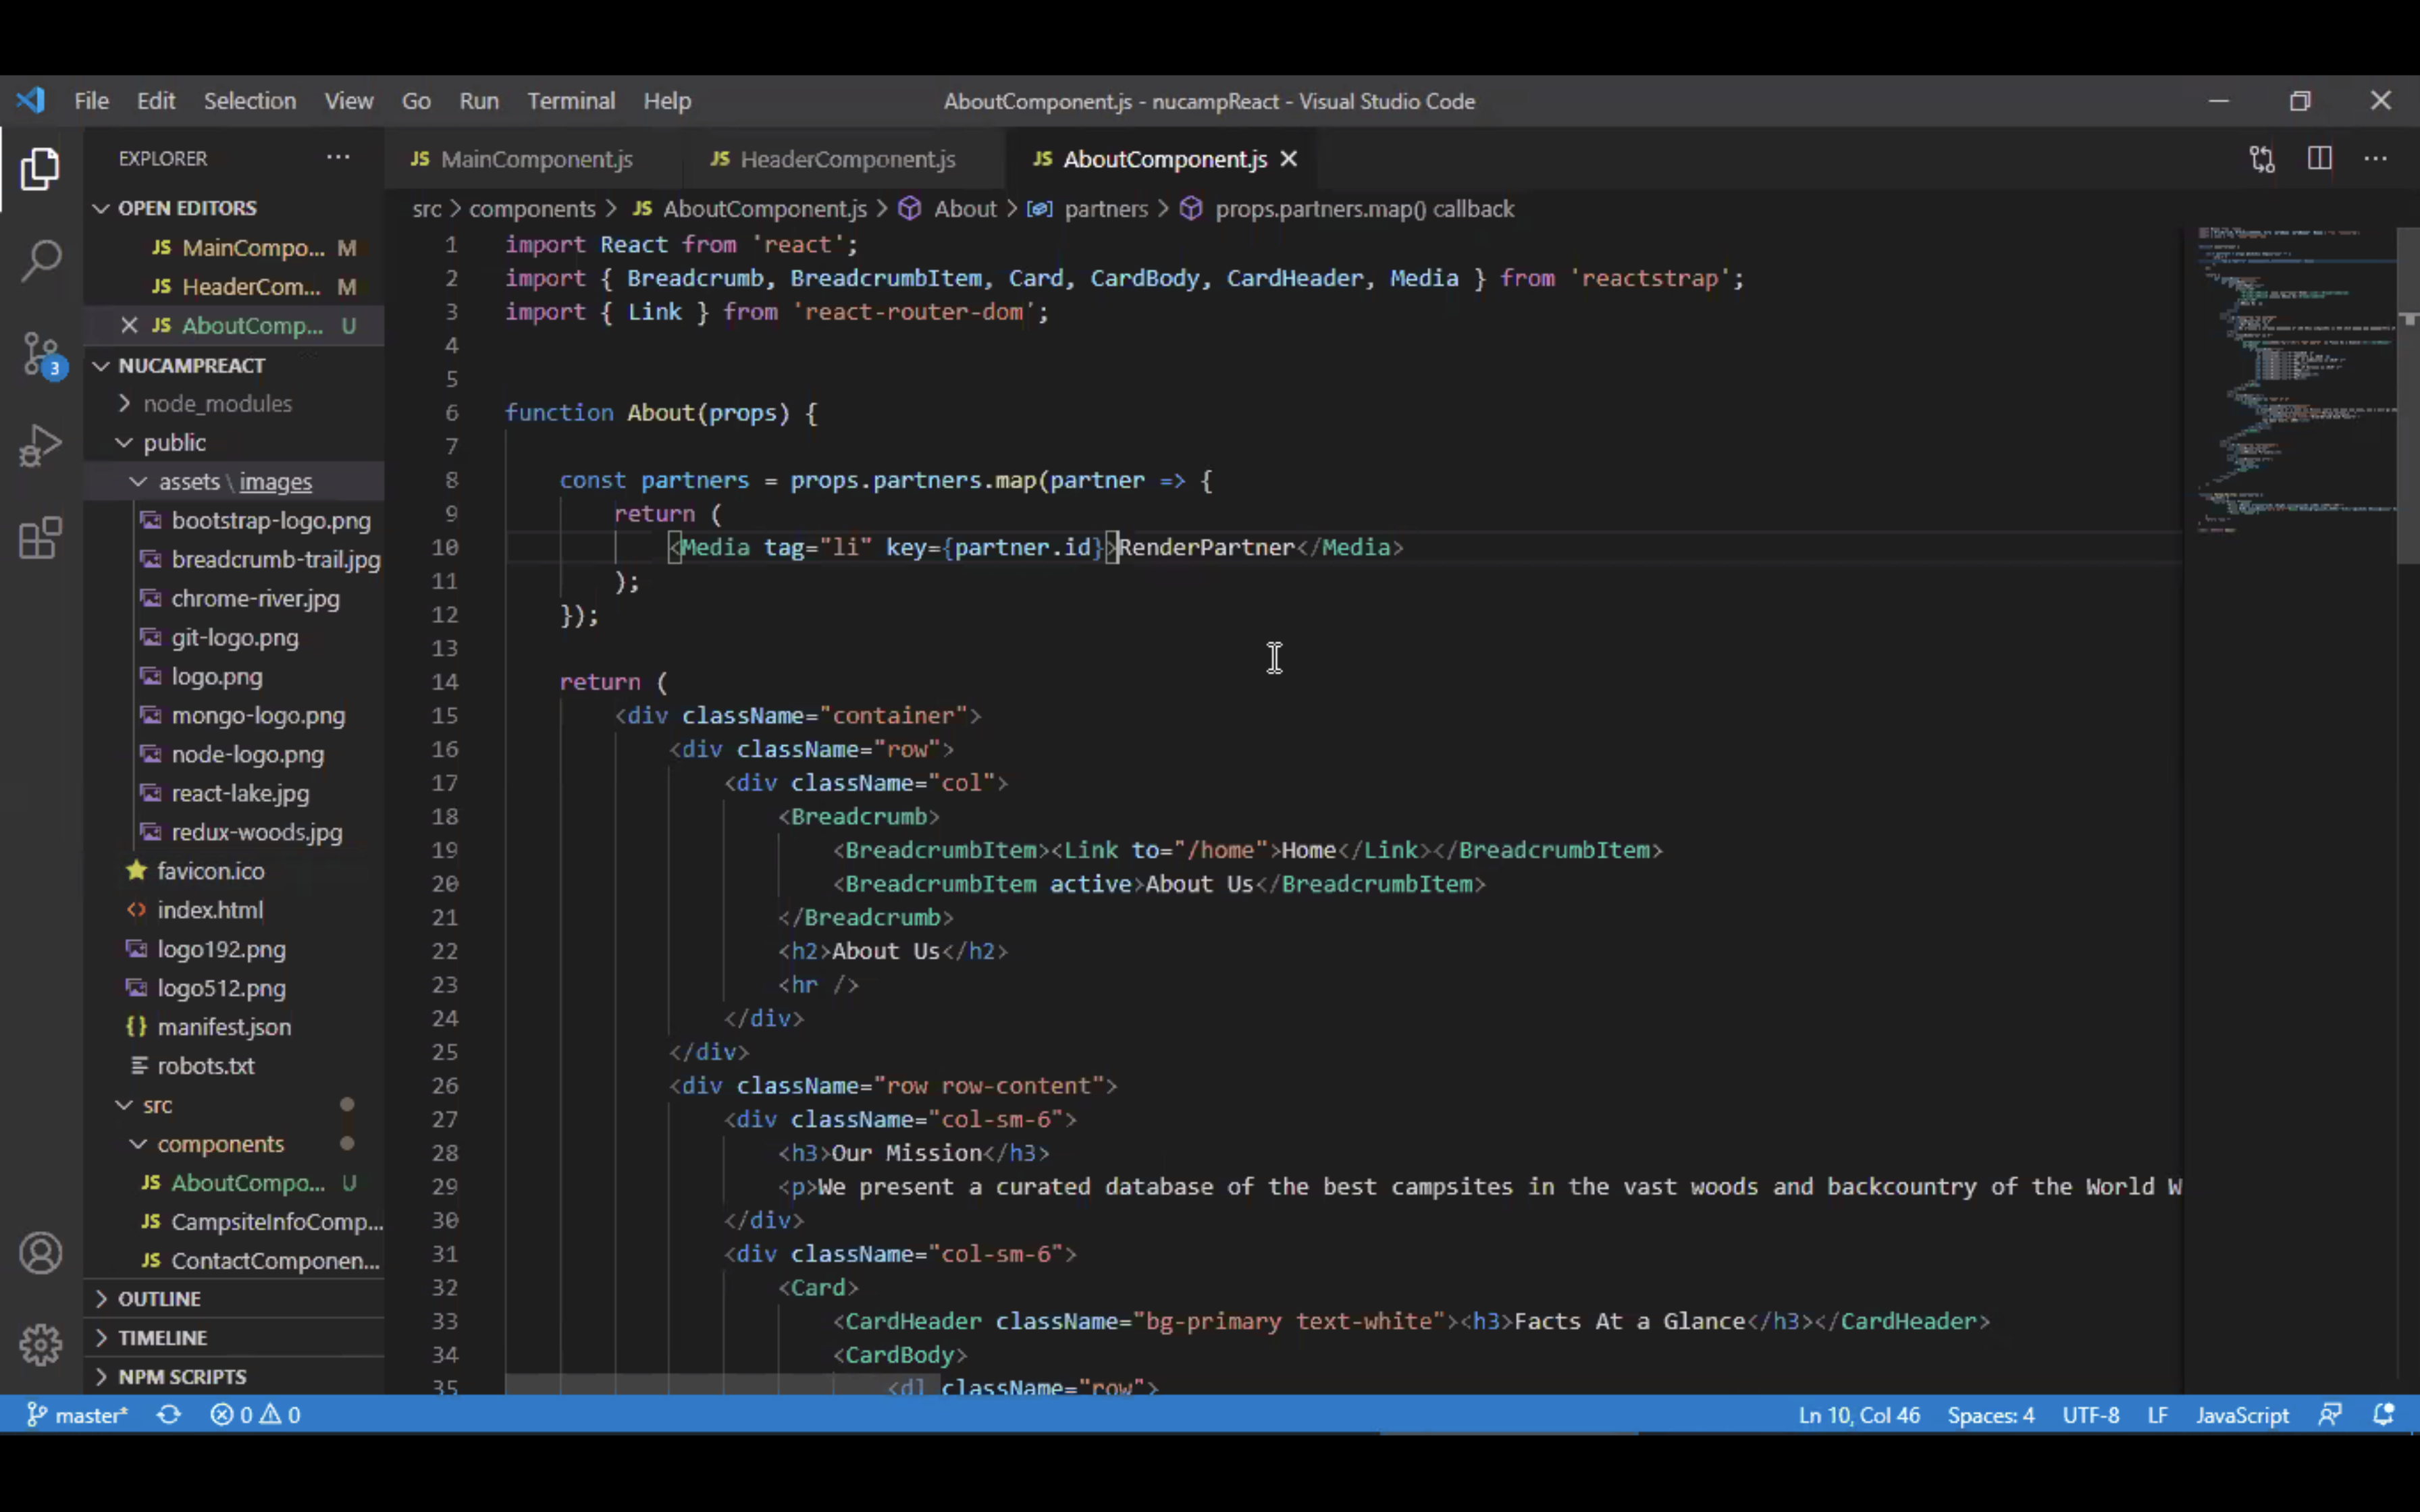 File Edit Selection View Go Run Terminal Help
AboutComponent.js - nucampReact - Visual Studio Code
EXPLORER
OPEN EDITORS
JS MainCompo... M
JS HeaderCom... M
JS AboutComp... U
NUCAMPREACT
node_modules
public
assets \ images
bootstrap-logo.png
breadcrumb-trail.jpg
chrome-river.jpg
git-logo.png
logo.png
mongo-logo.png
node-logo.png
react-lake.jpg
redux-woods.jpg
favicon.ico
index.html
logo192.png
logo512.png
manifest.json
robots.txt
src
components
JS AboutCompo... U
JS CampsiteInfoComp...
JS ContactComponen...
OUTLINE
TIMELINE
NPM SCRIPTS
3
JS MainComponent.js JS HeaderComponent.js JS AboutComponent.js
src > components > JS AboutComponent.js > About > partners > props.partners.map() callback
1 import React from 'react';
2 import { Breadcrumb, BreadcrumbItem, Card, CardBody, CardHeader, Media } from 'reactstrap';
3 import { Link } from 'react-router-dom';
4
5
6 function About(props) {
7
8 const partners = props.partners.map(partner => {
9 return (
10 <Media tag="li" key={partner.id}>RenderPartner</Media>
11 );
12 });
13
14 return (
15 <div className="container">
16 <div className="row">
17 <div className="col">
18 <Breadcrumb>
19 <BreadcrumbItem><Link to="/home">Home</Link></BreadcrumbItem>
20 <BreadcrumbItem active>About Us</BreadcrumbItem>
21 </Breadcrumb>
22 <h2>About Us</h2>
23 <hr />
24 </div>
25 </div>
26 <div className="row row-content">
27 <div className="col-sm-6">
28 <h3>Our Mission</h3>
29 <p>We present a curated database of the best campsites in the vast woods and backcountry of the World W
30 </div>
31 <div className="col-sm-6">
32 <Card>
33 <CardHeader className="bg-primary text-white"><h3>Facts At a Glance</h3></CardHeader>
34 <CardBody>
35 <dl className="row">
master* 0 0 Ln 10, Col 46 Spaces: 4 UTF-8 LF JavaScript